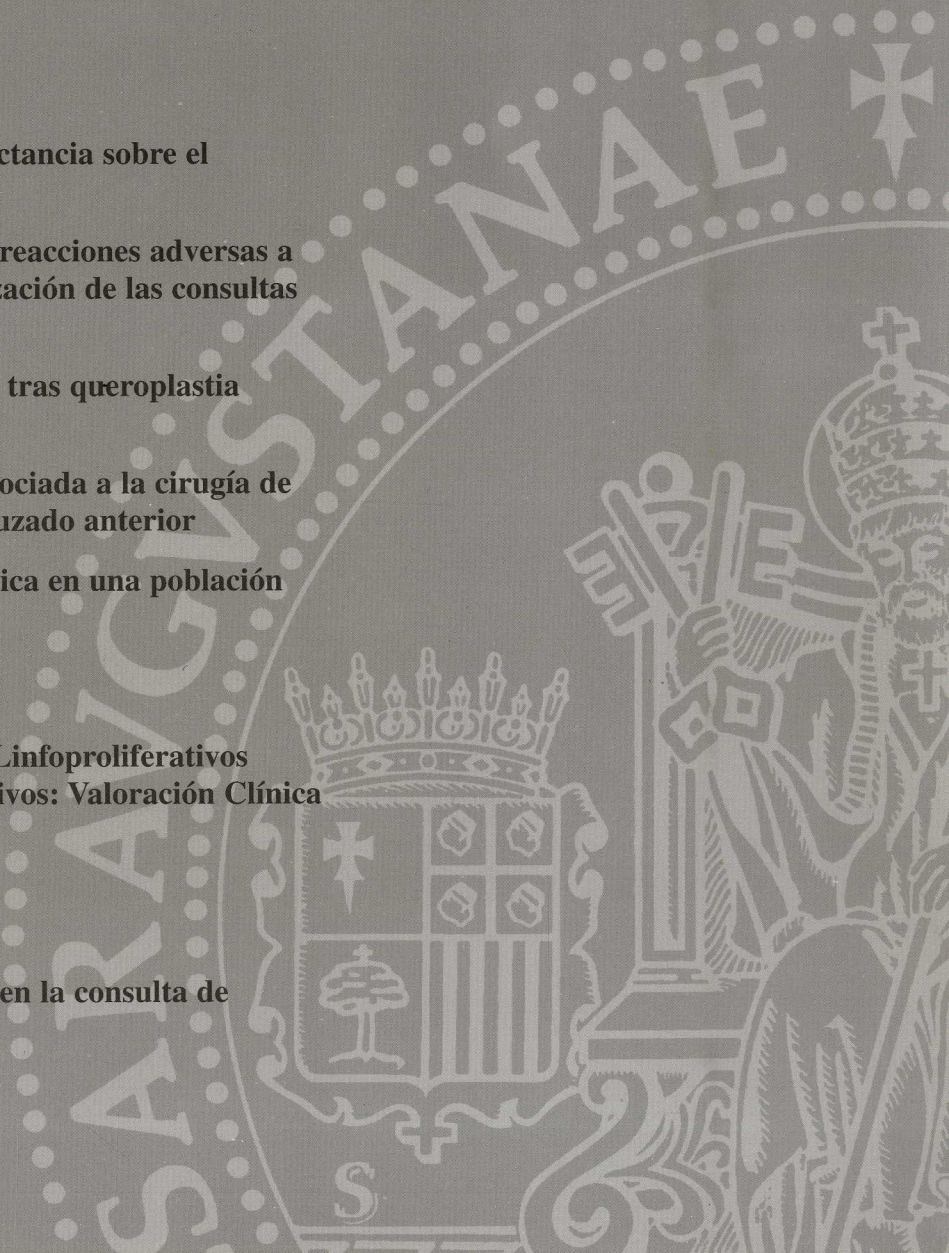 ctancia sobre el
reacciones adversas a
zación de las consultas
tras queroplastia
ociada a la cirugía de
uzado anterior
ica en una población
Linfoproliferativos
ivos: Valoración Clínica
en la consulta de
SARAVGVSTANAE
S